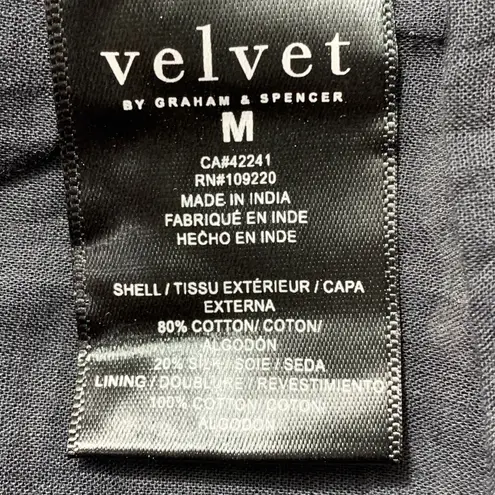 velvet
BY GRAHAM & SPENCER
M
CA#42241
RN#109220
MADE IN INDIA
FABRIQUÉ EN INDE
HECHO EN INDE
SHELL / TISSU EXTÉRIEUR / CAPA
EXTERNA
80% COTTON/ COTON/
ALGODÓN
20% SILK / SOIE / SEDA
LINING / DOUBLURE / REVESTIMIENTO
100% COTTON/ COTON/
ALGODÓN